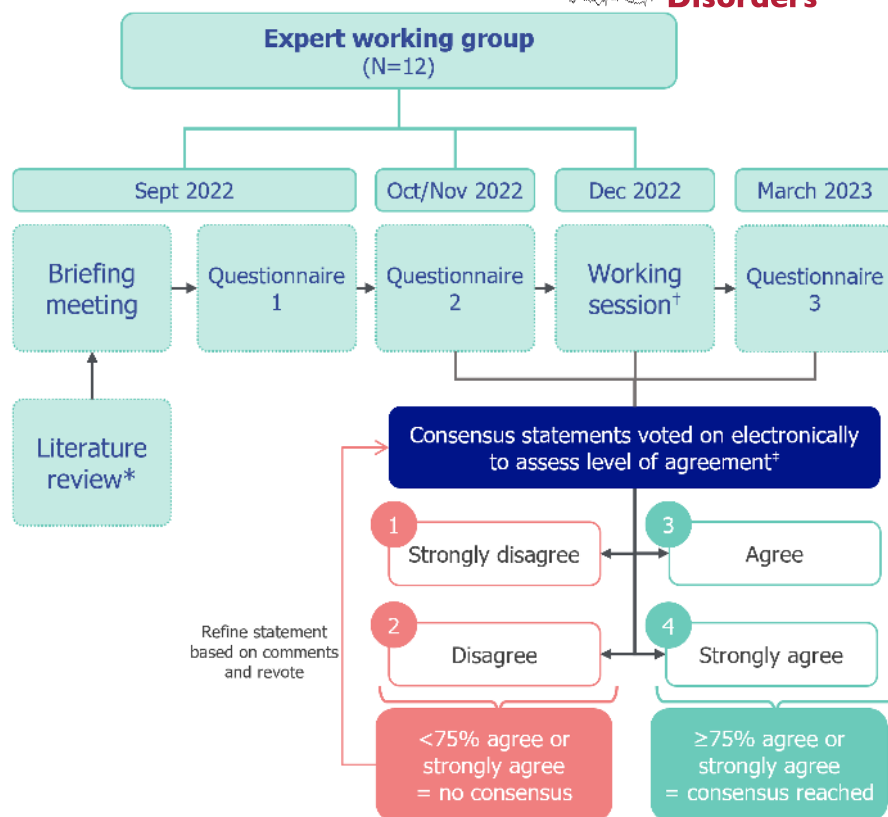 Disorders
Expert working group
(N=12)
Sept 2022
Oct/Nov 2022
Dec 2022
March 2023
Briefing
meeting
Questionnaire
1
Questionnaire
2
Working
session†
Questionnaire
3
Literature
review*
Consensus statements voted on electronically
to assess level of agreement‡
1
Strongly disagree
3
Agree
2
Disagree
4
Strongly agree
Refine statement
based on comments
and revote
<75% agree or
strongly agree
= no consensus
≥75% agree or
strongly agree
= consensus reached